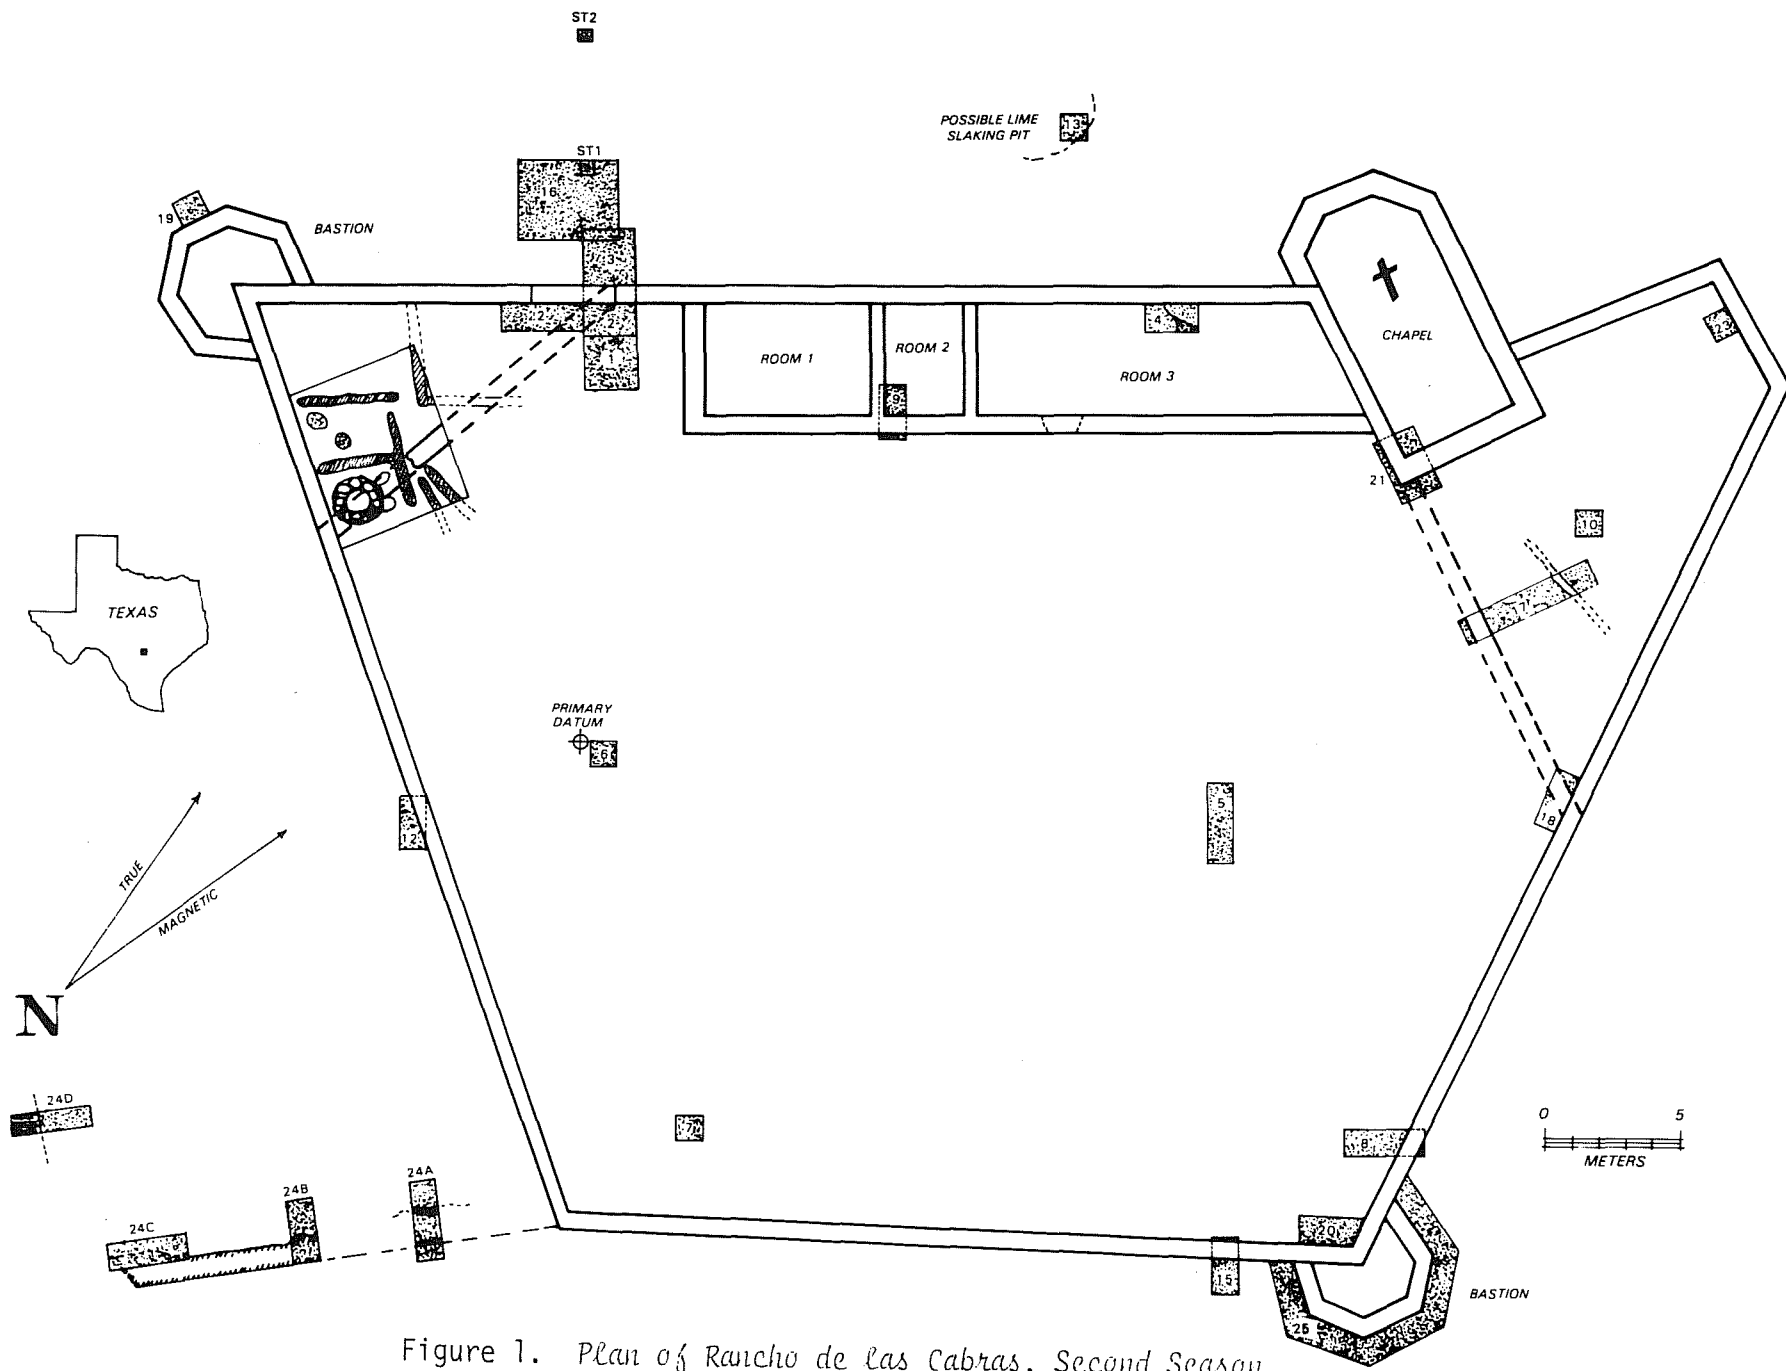 ST2
POSSIBLE LIME
SLAKING PIT
13
ST1
16
19
BASTION
3
2
2
1
4
ROOM 1
ROOM 2
ROOM 3
9
CHAPEL
23
21
10
17
TEXAS
PRIMARY
DATUM
6
5
12
18
TRUE
MAGNETIC
N
24D
7
8
0 5
METERS
24A
24B
24C
20
15
BASTION
25
Figure 1. Plan of Rancho de las Cabras, Second Season